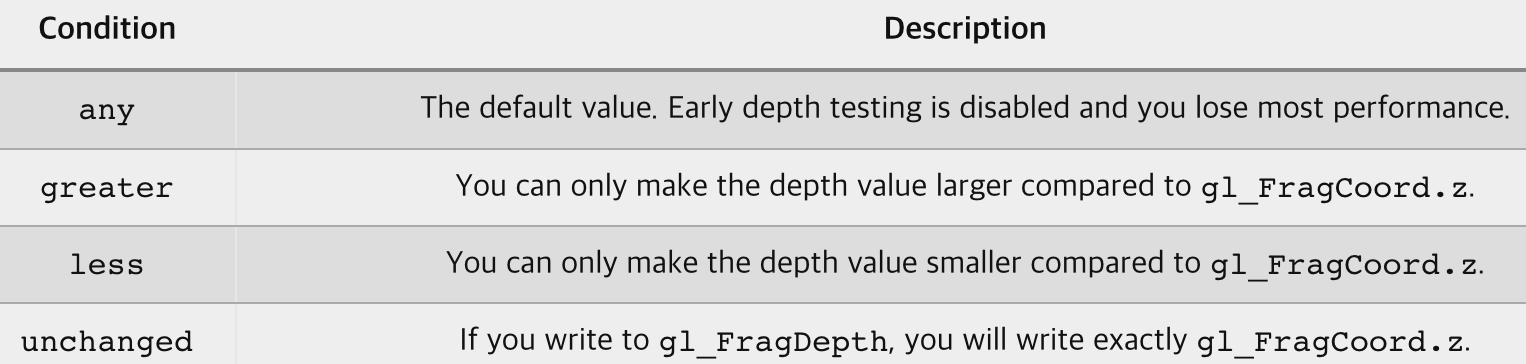 Condition Description
any The default value. Early depth testing is disabled and you lose most performance.
greater You can only make the depth value larger compared to gl_FragCoord.z.
less You can only make the depth value smaller compared to gl_FragCoord.z.
unchanged If you write to gl_FragDepth, you will write exactly gl_FragCoord.z.